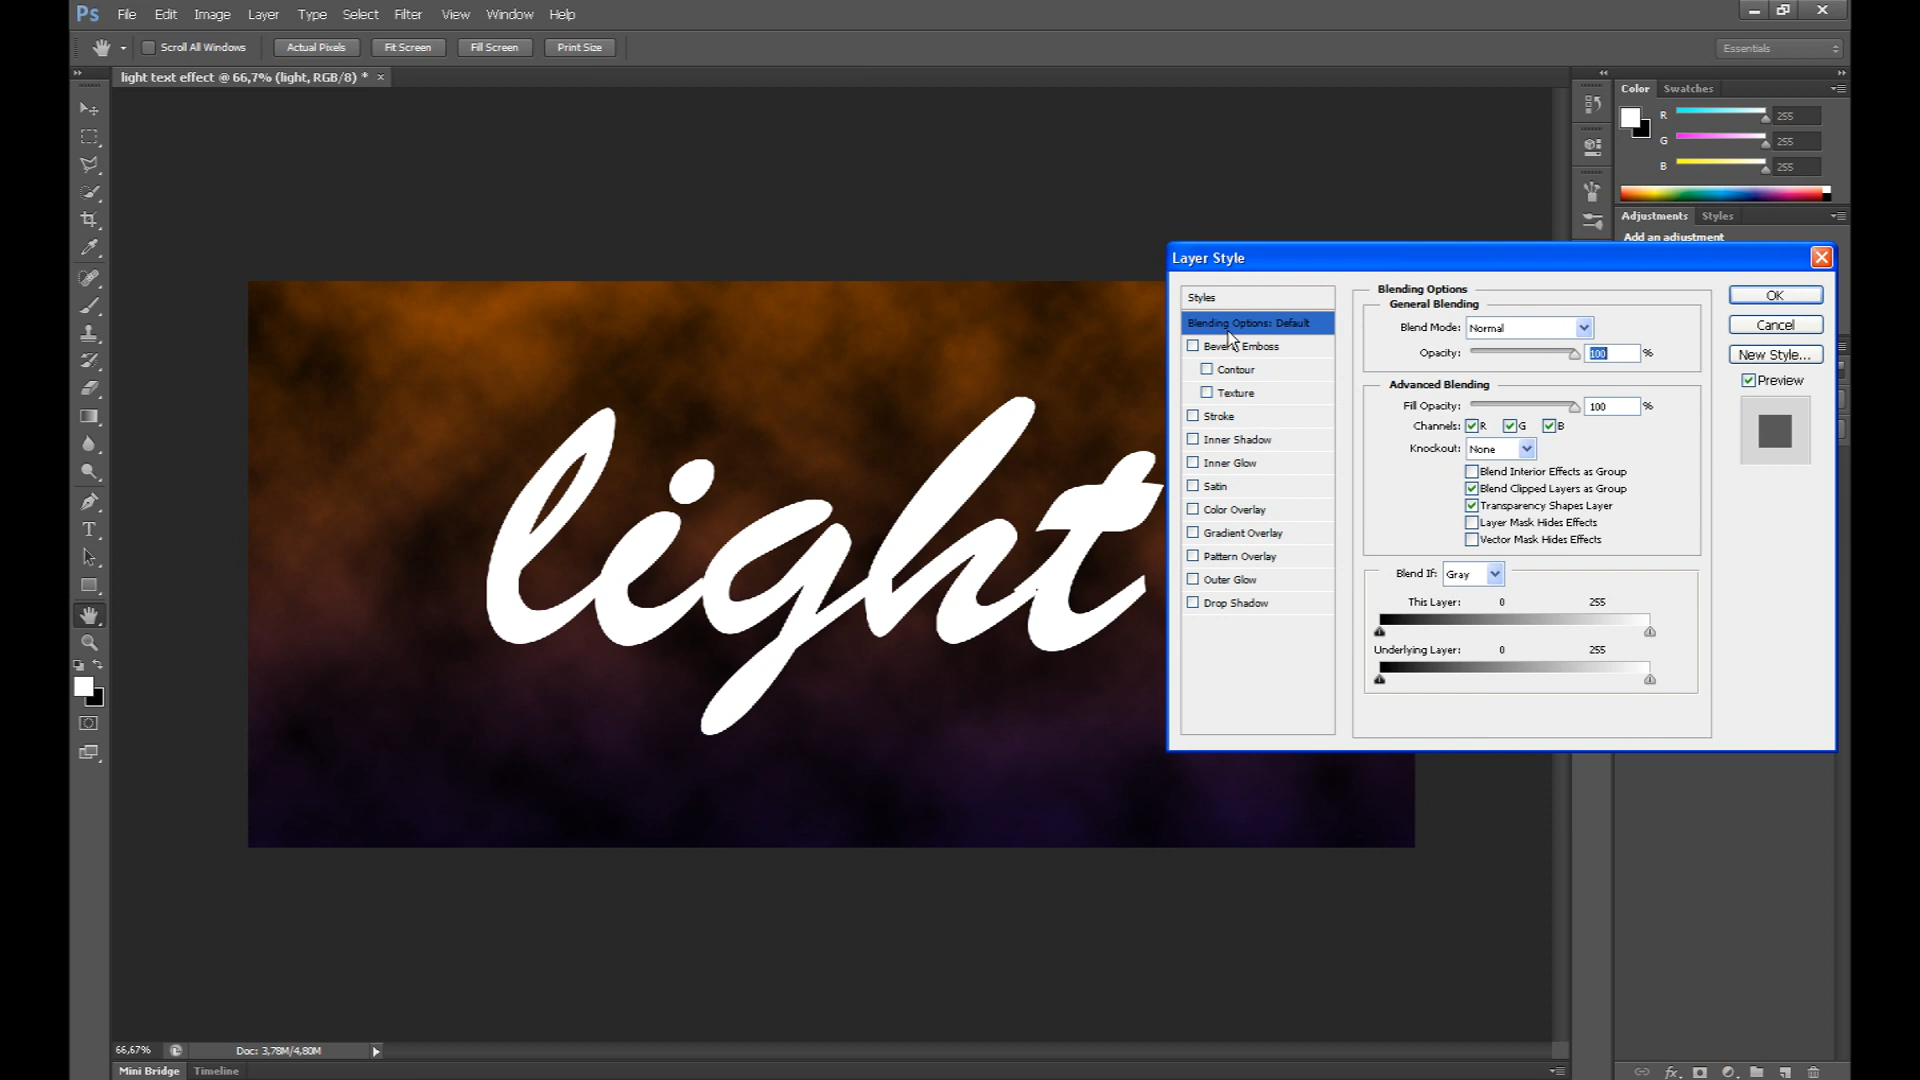 Ps File Edit Image Layer Type Select Filter View Window Help
Scroll All Windows Actual Pixels Fit Screen Fill Screen Print Size Essentials
light text effect @ 66,7% (light, RGB/8) * ×
Color Swatches
R 255
G 255
B 255
Adjustments Styles
Add an adjustment
light
Layer Style
Styles
Blending Options: Default
Contour
Texture
Stroke
Inner Shadow
Inner Glow
Satin
Color Overlay
Gradient Overlay
Pattern Overlay
Outer Glow
Drop Shadow
Blending Options
General Blending
Blend Mode: Normal
Opacity: 100 %
Advanced Blending
Fill Opacity: 100 %
Channels: R G B
Knockout: None
Blend Interior Effects as Group
Blend Clipped Layers as Group
Transparency Shapes Layer
Layer Mask Hides Effects
Vector Mask Hides Effects
Blend If: Gray
This Layer: 0 255
Underlying Layer: 0 255
OK
Cancel
New Style...
Preview
66,67% Doc: 3,78M/4,80M
Mini Bridge Timeline
fx